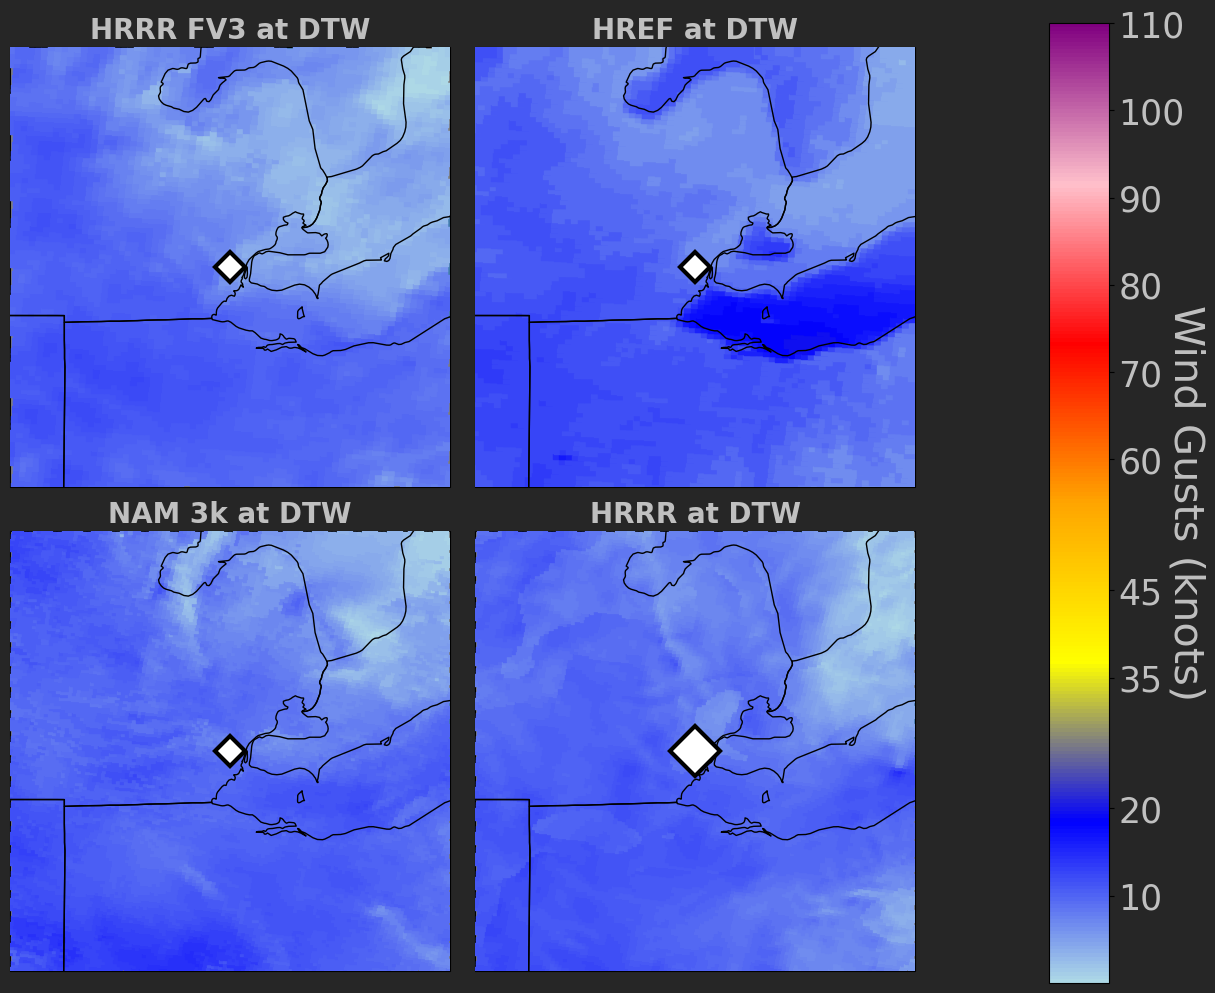 HRRR FV3 at DTW
HREF at DTW
NAM 3k at DTW
HRRR at DTW
110
100
90
80
70
60
45
35
20
10
Wind Gusts (knots)